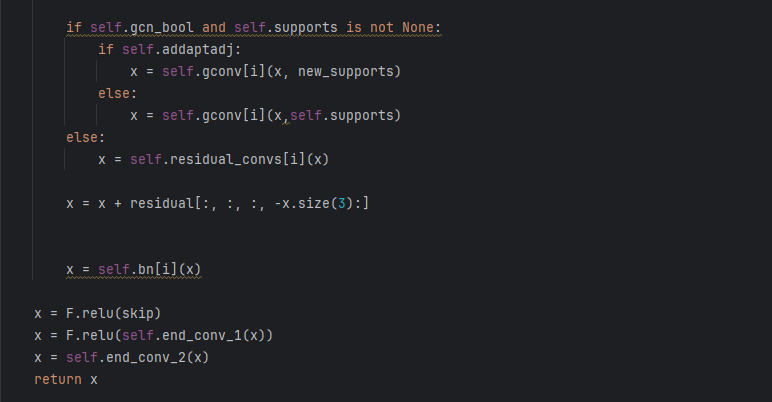 if self.gcn_bool and self.supports is not None:
if self.addaptadj:
x = self.gconv[i](x, new_supports)
else:
x = self.gconv[i](x,self.supports)
else:
x = self.residual_convs[i](x)
x = x + residual[:, :, :, -x.size(3):]
x = self.bn[i](x)
x = F.relu(skip)
x = F.relu(self.end_conv_1(x))
x = self.end_conv_2(x)
return x